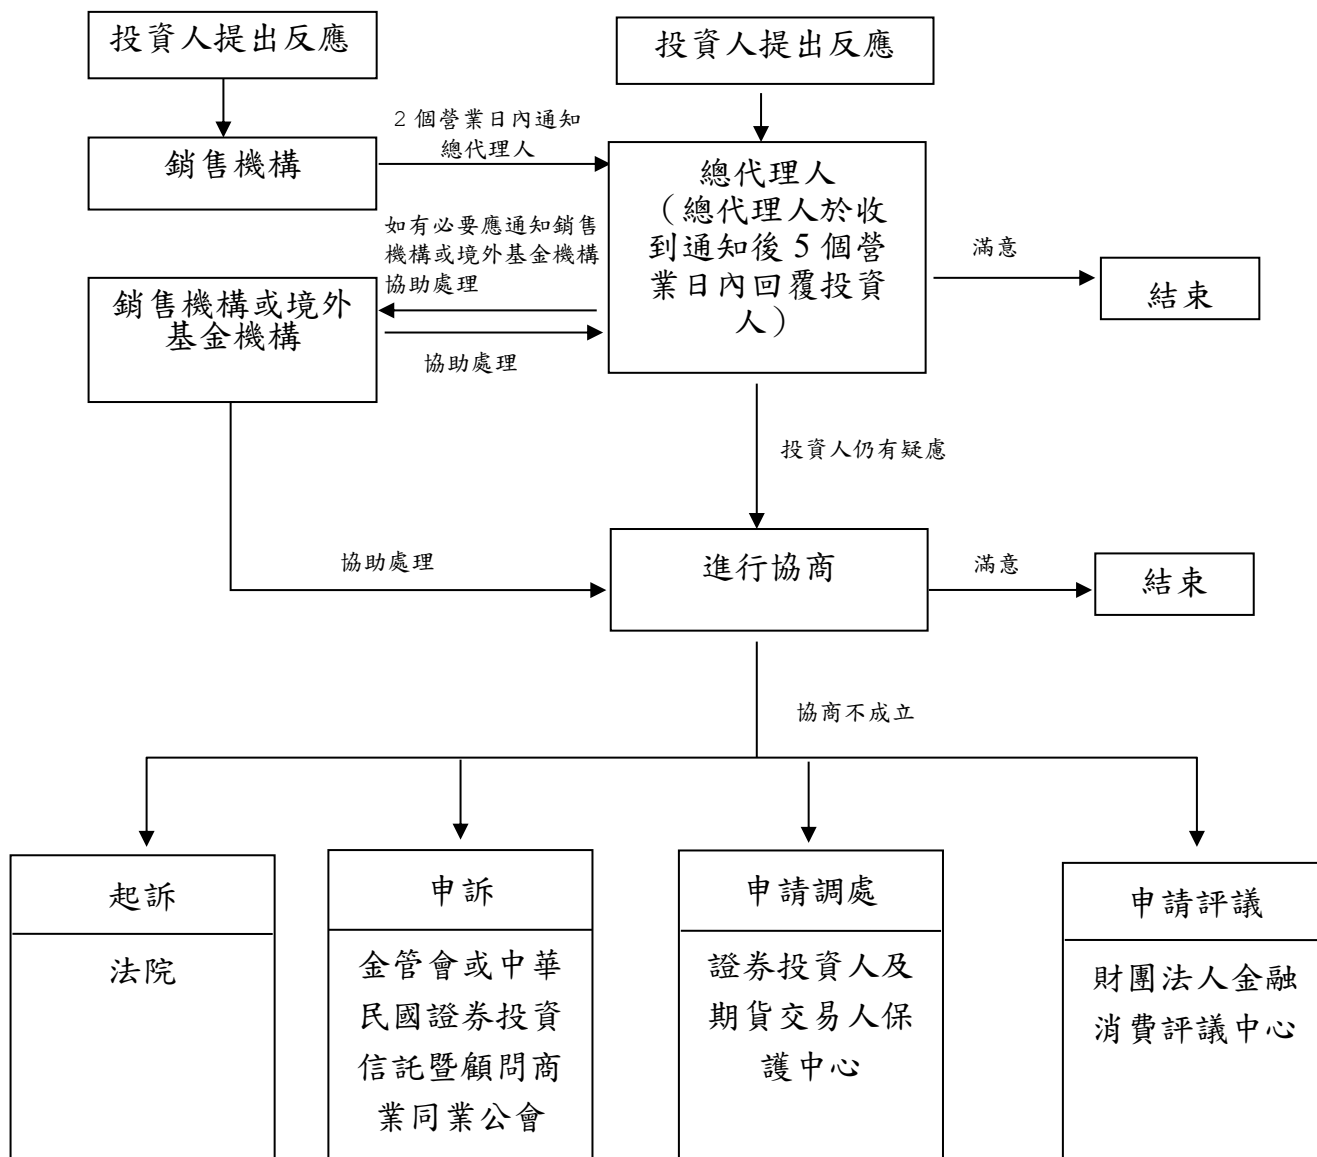 投資人提出反應
投資人提出反應
2 個營業日內通知
總代理人
銷售機構
總代理人
（總代理人於收
到通知後 5 個營
業日內回覆投資
人）
如有必要應通知銷售
機構或境外基金機構
協助處理
滿意
結束
銷售機構或境外
基金機構
協助處理
投資人仍有疑慮
協助處理
進行協商
滿意
結束
協商不成立
起訴
法院
申訴
金管會或中華
民國證券投資
信託暨顧問商
業同業公會
申請調處
證券投資人及
期貨交易人保
護中心
申請評議
財團法人金融
消費評議中心